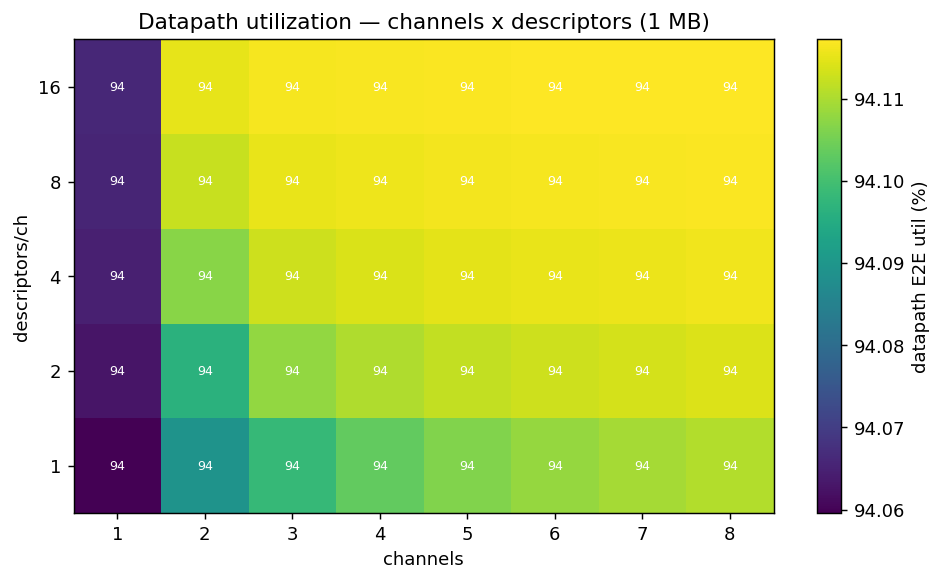 Datapath utilization — channels x descriptors (1 MB)
descriptors/ch
16 94 94 94 94 94 94 94 94
8 94 94 94 94 94 94 94 94
4 94 94 94 94 94 94 94 94
2 94 94 94 94 94 94 94 94
1 94 94 94 94 94 94 94 94
1 2 3 4 5 6 7 8
channels
94.11
94.10
94.09
94.08
94.07
94.06
datapath E2E util (%)